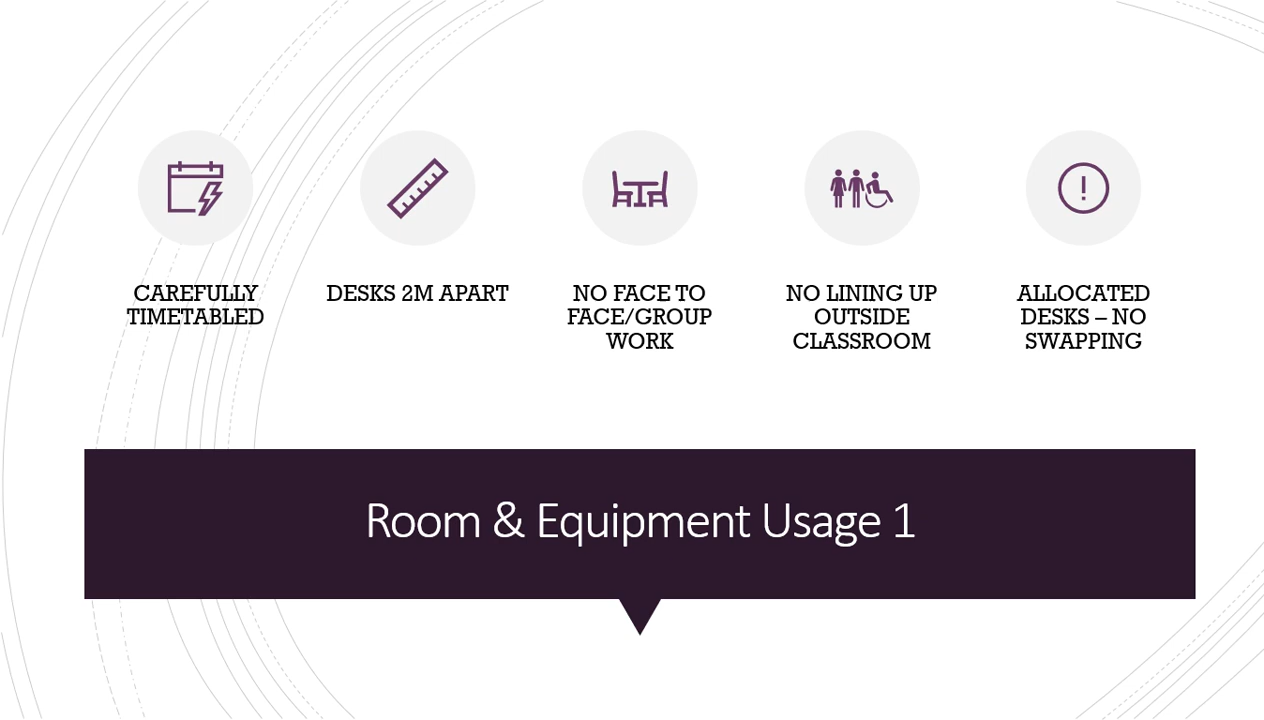 CAREFULLY
TIMETABLED
DESKS 2M APART
NO FACE TO
FACE/GROUP
WORK
NO LINING UP
OUTSIDE
CLASSROOM
ALLOCATED
DESKS – NO
SWAPPING
Room & Equipment Usage 1